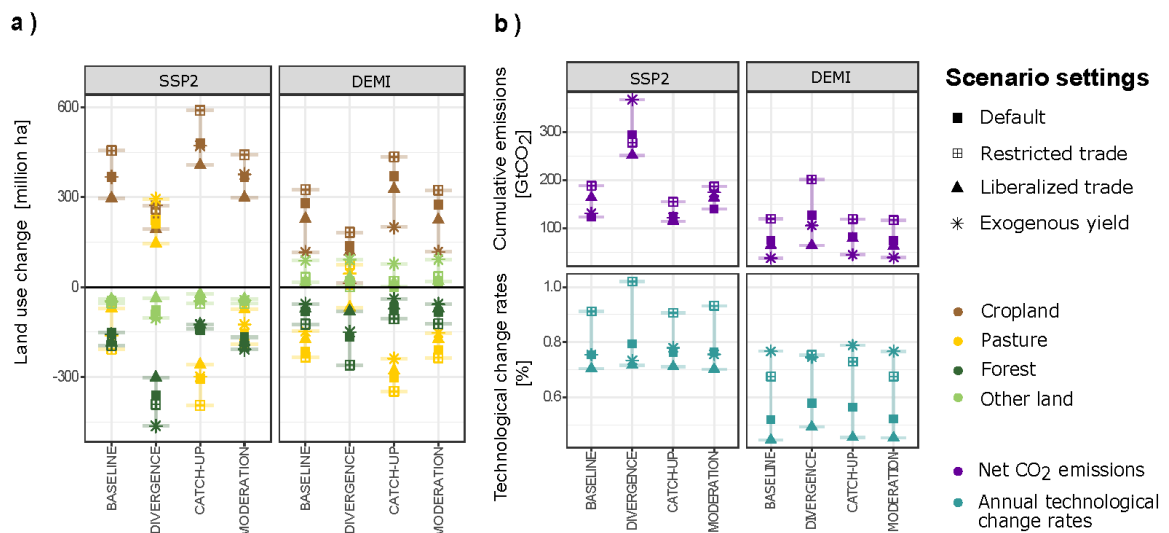 a )
SSP2
DEMI
Land use change [million ha]
600
300
0
-300
BASELINE
DIVERGENCE
CATCH-UP
MODERATION
BASELINE
DIVERGENCE
CATCH-UP
MODERATION
b )
SSP2
DEMI
Cumulative emissions
[GtCO2]
300
200
100
Technological change rates
[%]
1.0
0.8
0.6
BASELINE
DIVERGENCE
CATCH-UP
MODERATION
BASELINE
DIVERGENCE
CATCH-UP
MODERATION
Scenario settings
Default
Restricted trade
Liberalized trade
Exogenous yield
Cropland
Pasture
Forest
Other land
Net CO2 emissions
Annual technological
change rates